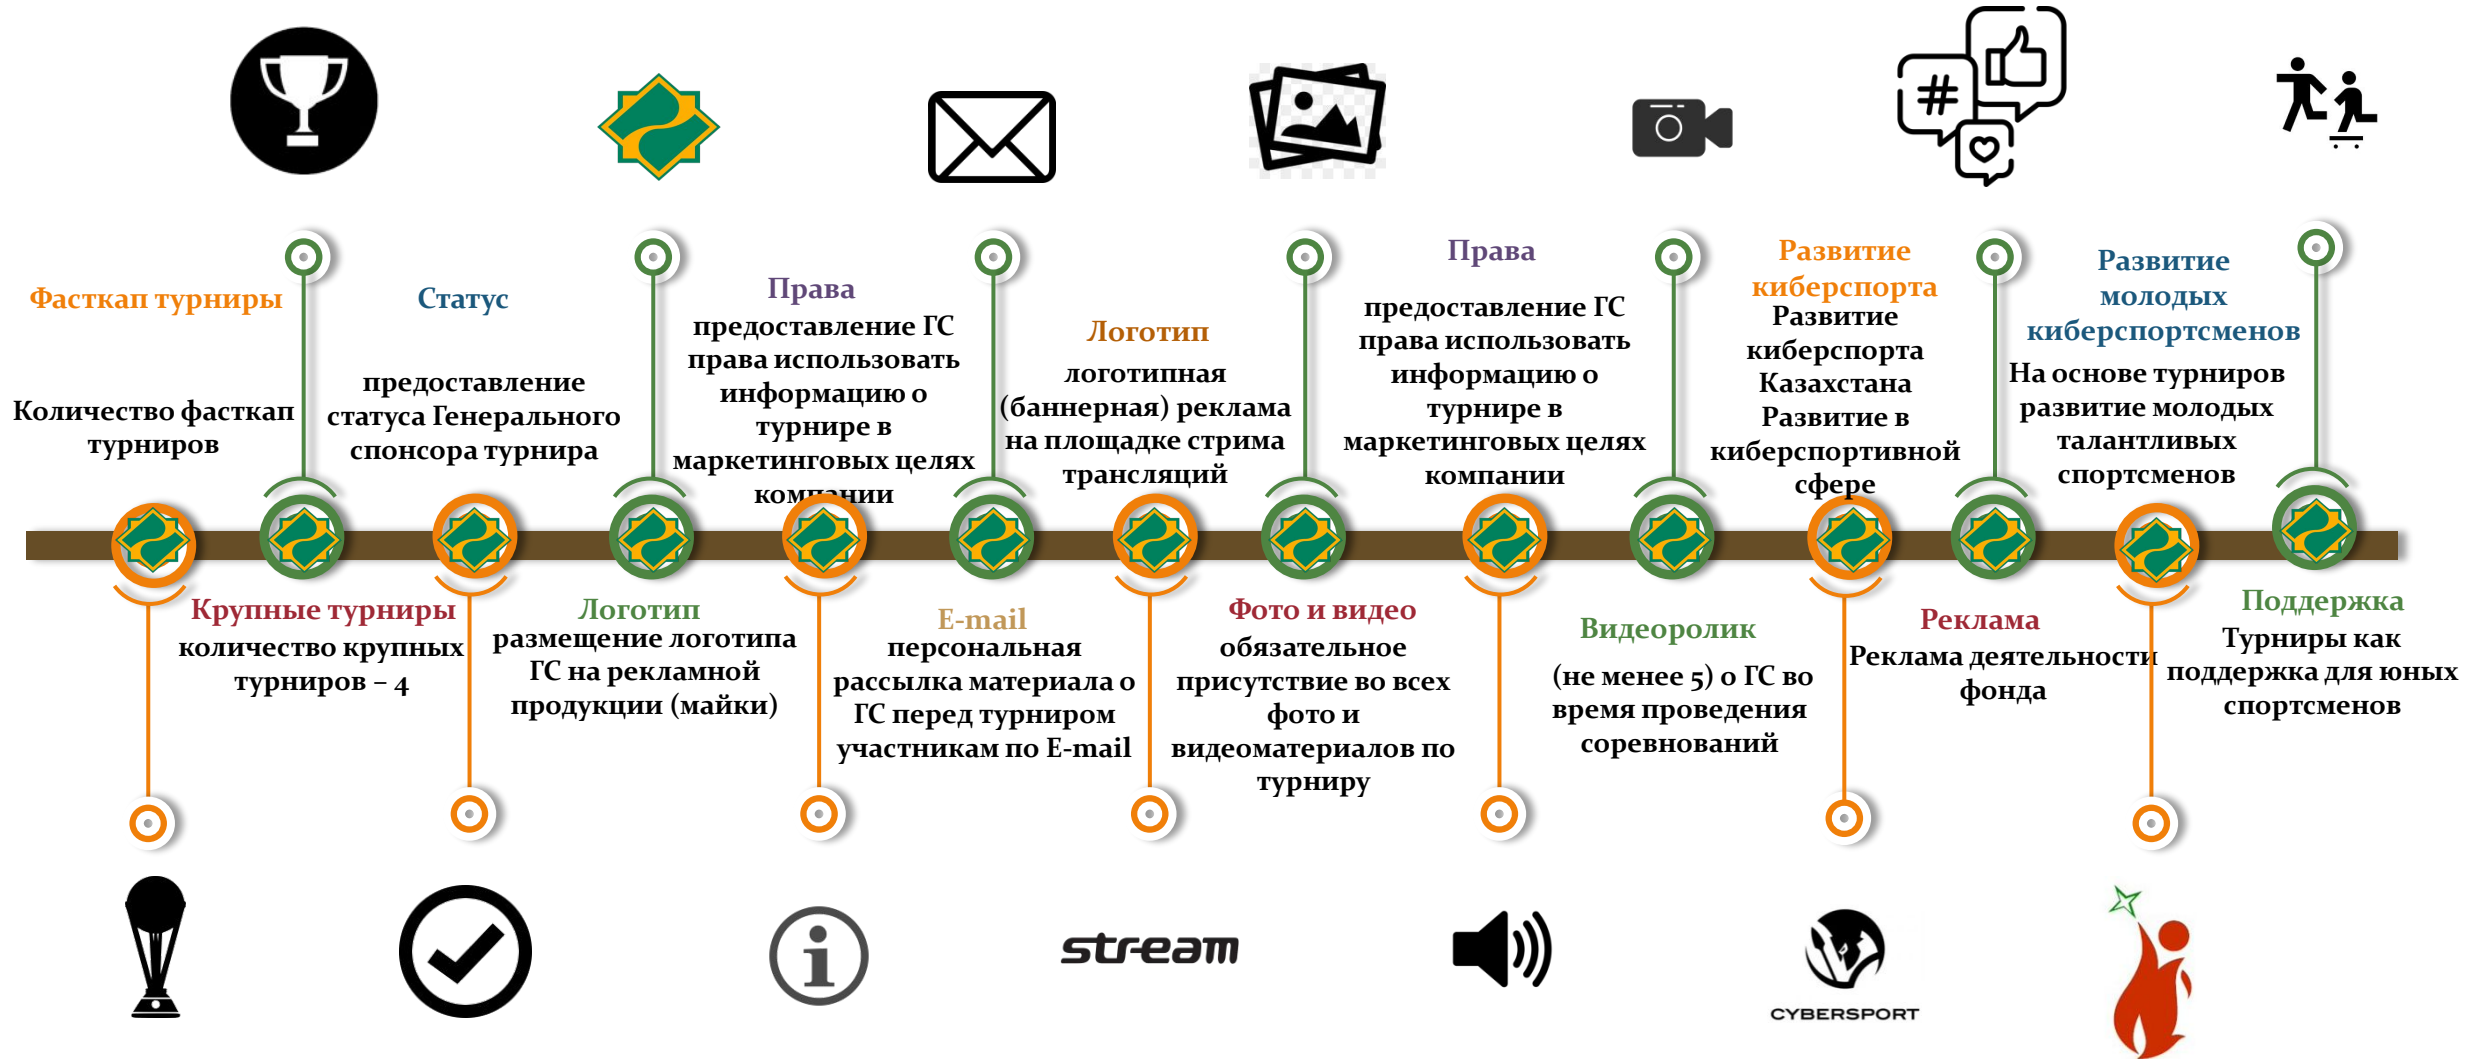 Фасткап турниры
Количество фасткап
турниров
Крупные турниры
количество крупных
турниров – 4
Статус
предоставление
статуса Генерального
спонсора турнира
Логотип
размещение логотипа
ГС на рекламной
продукции (майки)
Права
предоставление ГС
права использовать
информацию о
турнире в
маркетинговых целях
компании
E-mail
персональная
рассылка материала о
ГС перед турниром
участникам по E-mail
Логотип
логотипная
(баннерная) реклама
на площадке стрима
трансляций
Фото и видео
обязательное
присутствие во всех
фото и
видеоматериалов по
турниру
Права
предоставление ГС
права использовать
информацию о
турнире в
маркетинговых целях
компании
Видеоролик
(не менее 5) о ГС во
время проведения
соревнований
Развитие
киберспорта
Развитие
киберспорта
Казахстана
Развитие в
киберспортивной
сфере
Реклама
Реклама деятельности
фонда
Развитие
молодых
киберспортсменов
На основе турниров
развитие молодых
талантливых
спортсменов
Поддержка
Турниры как
поддержка для юных
спортсменов
stream
CYBERSPORT